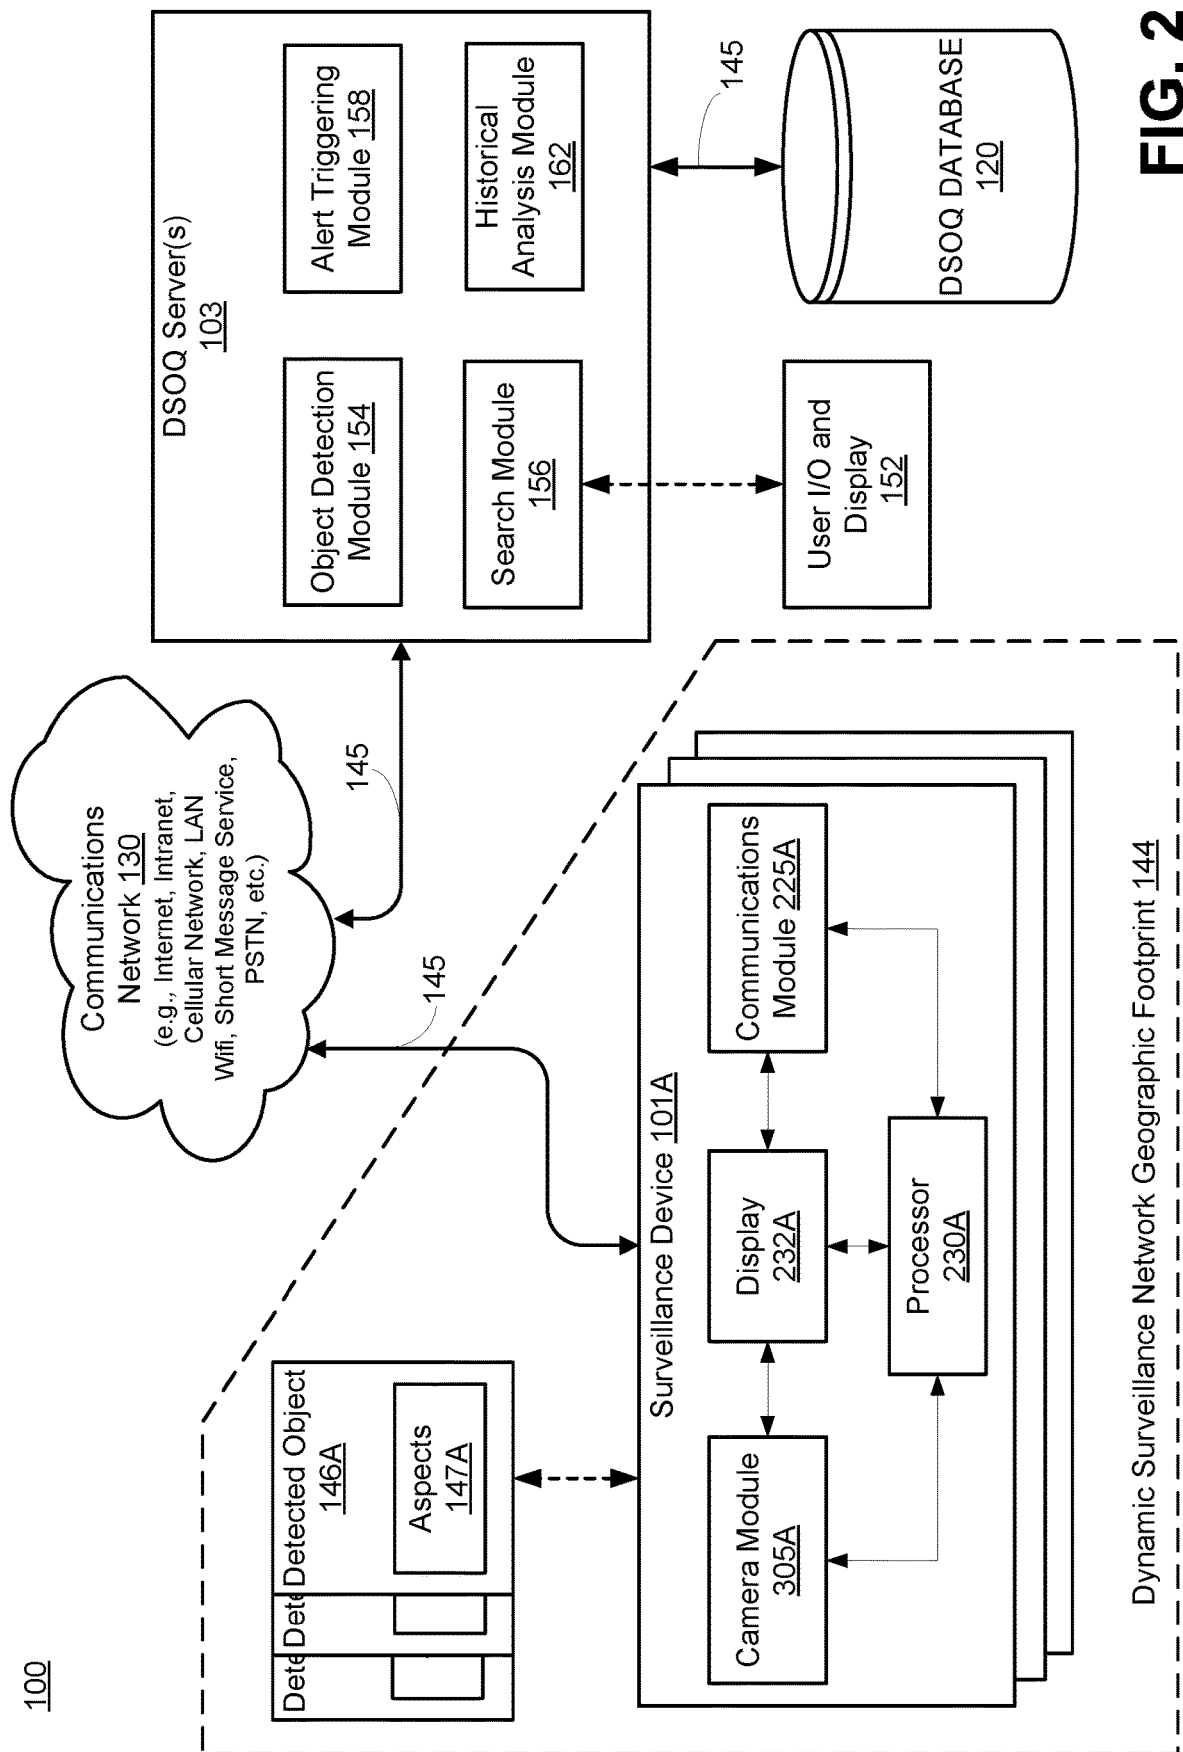 100
Communications
Network 130
(e.g., Internet, Intranet,
Cellular Network, LAN
Wifi, Short Message Service,
PSTN, etc.)
145
145
DSOQ Server(s)
103
Object Detection
Module 154
Alert Triggering
Module 158
Search Module
156
Historical
Analysis Module
162
145
User I/O and
Display
152
DSOQ DATABASE
120
Dete
Dete
Detected Object
146A
Aspects
147A
Surveillance Device 101A
Camera Module
305A
Display
232A
Communications
Module 225A
Processor
230A
Dynamic Surveillance Network Geographic Footprint 144
FIG. 2